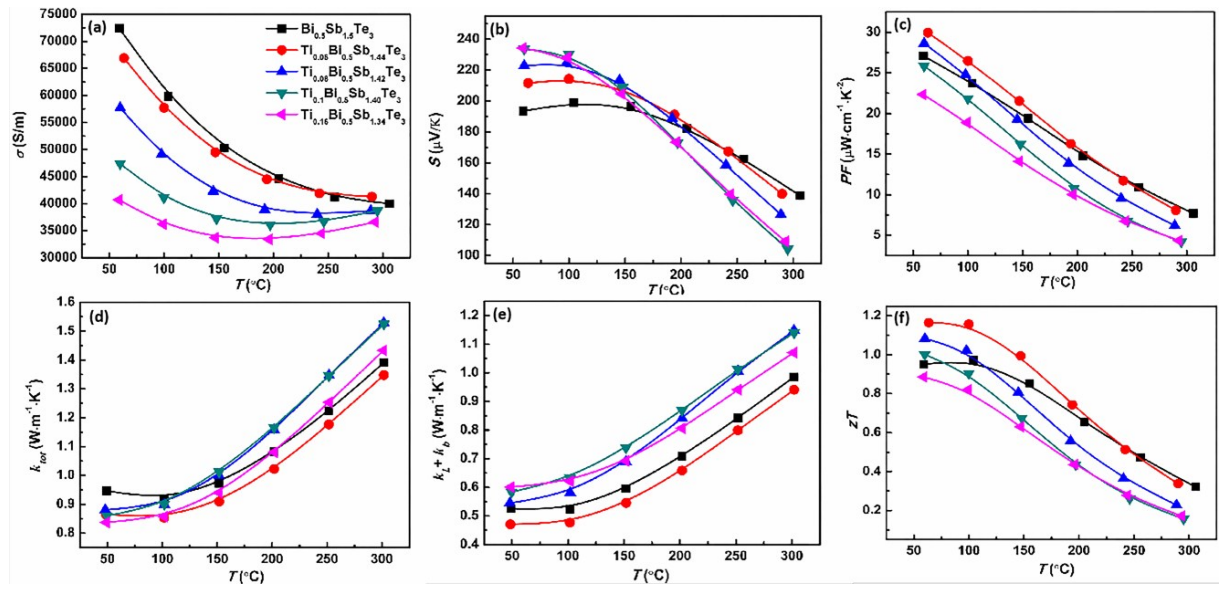 (a)
Bi0.5Sb1.5Te3
Ti0.05Bi0.5Sb1.44Te3
Ti0.08Bi0.5Sb1.42Te3
Ti0.1Bi0.5Sb1.40Te3
Ti0.16Bi0.5Sb1.34Te3
75000
70000
65000
60000
55000
50000
45000
40000
35000
30000
σ (S/m)
50 100 150 200 250 300
T (°C)
(b)
240
220
200
180
160
140
120
100
S (μV/K)
50 100 150 200 250 300
T (°C)
(c)
30
25
20
15
10
5
PF (μW·cm⁻¹·K⁻²)
50 100 150 200 250 300
T (°C)
(d)
1.6
1.5
1.4
1.3
1.2
1.1
1.0
0.9
0.8
ktot (W·m⁻¹·K⁻¹)
50 100 150 200 250 300
T (°C)
(e)
1.2
1.1
1.0
0.9
0.8
0.7
0.6
0.5
0.4
kL+ kb (W·m⁻¹·K⁻¹)
50 100 150 200 250 300
T (°C)
(f)
1.2
1.0
0.8
0.6
0.4
0.2
zT
50 100 150 200 250 300
T (°C)